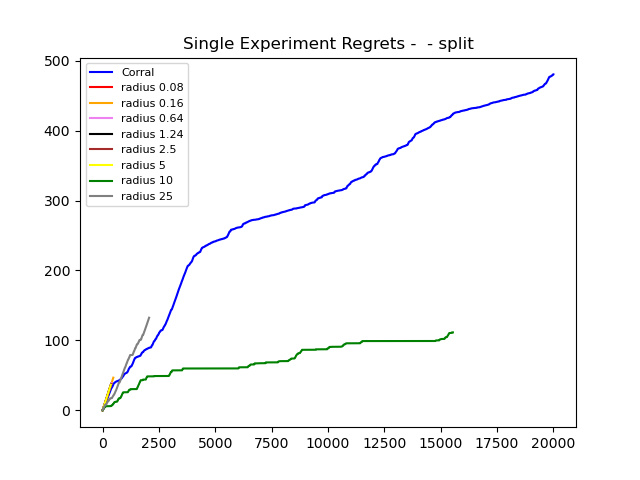 Single Experiment Regrets -  - split
500
400
300
200
100
0
Corral
radius 0.08
radius 0.16
radius 0.64
radius 1.24
radius 2.5
radius 5
radius 10
radius 25
0 2500 5000 7500 10000 12500 15000 17500 20000